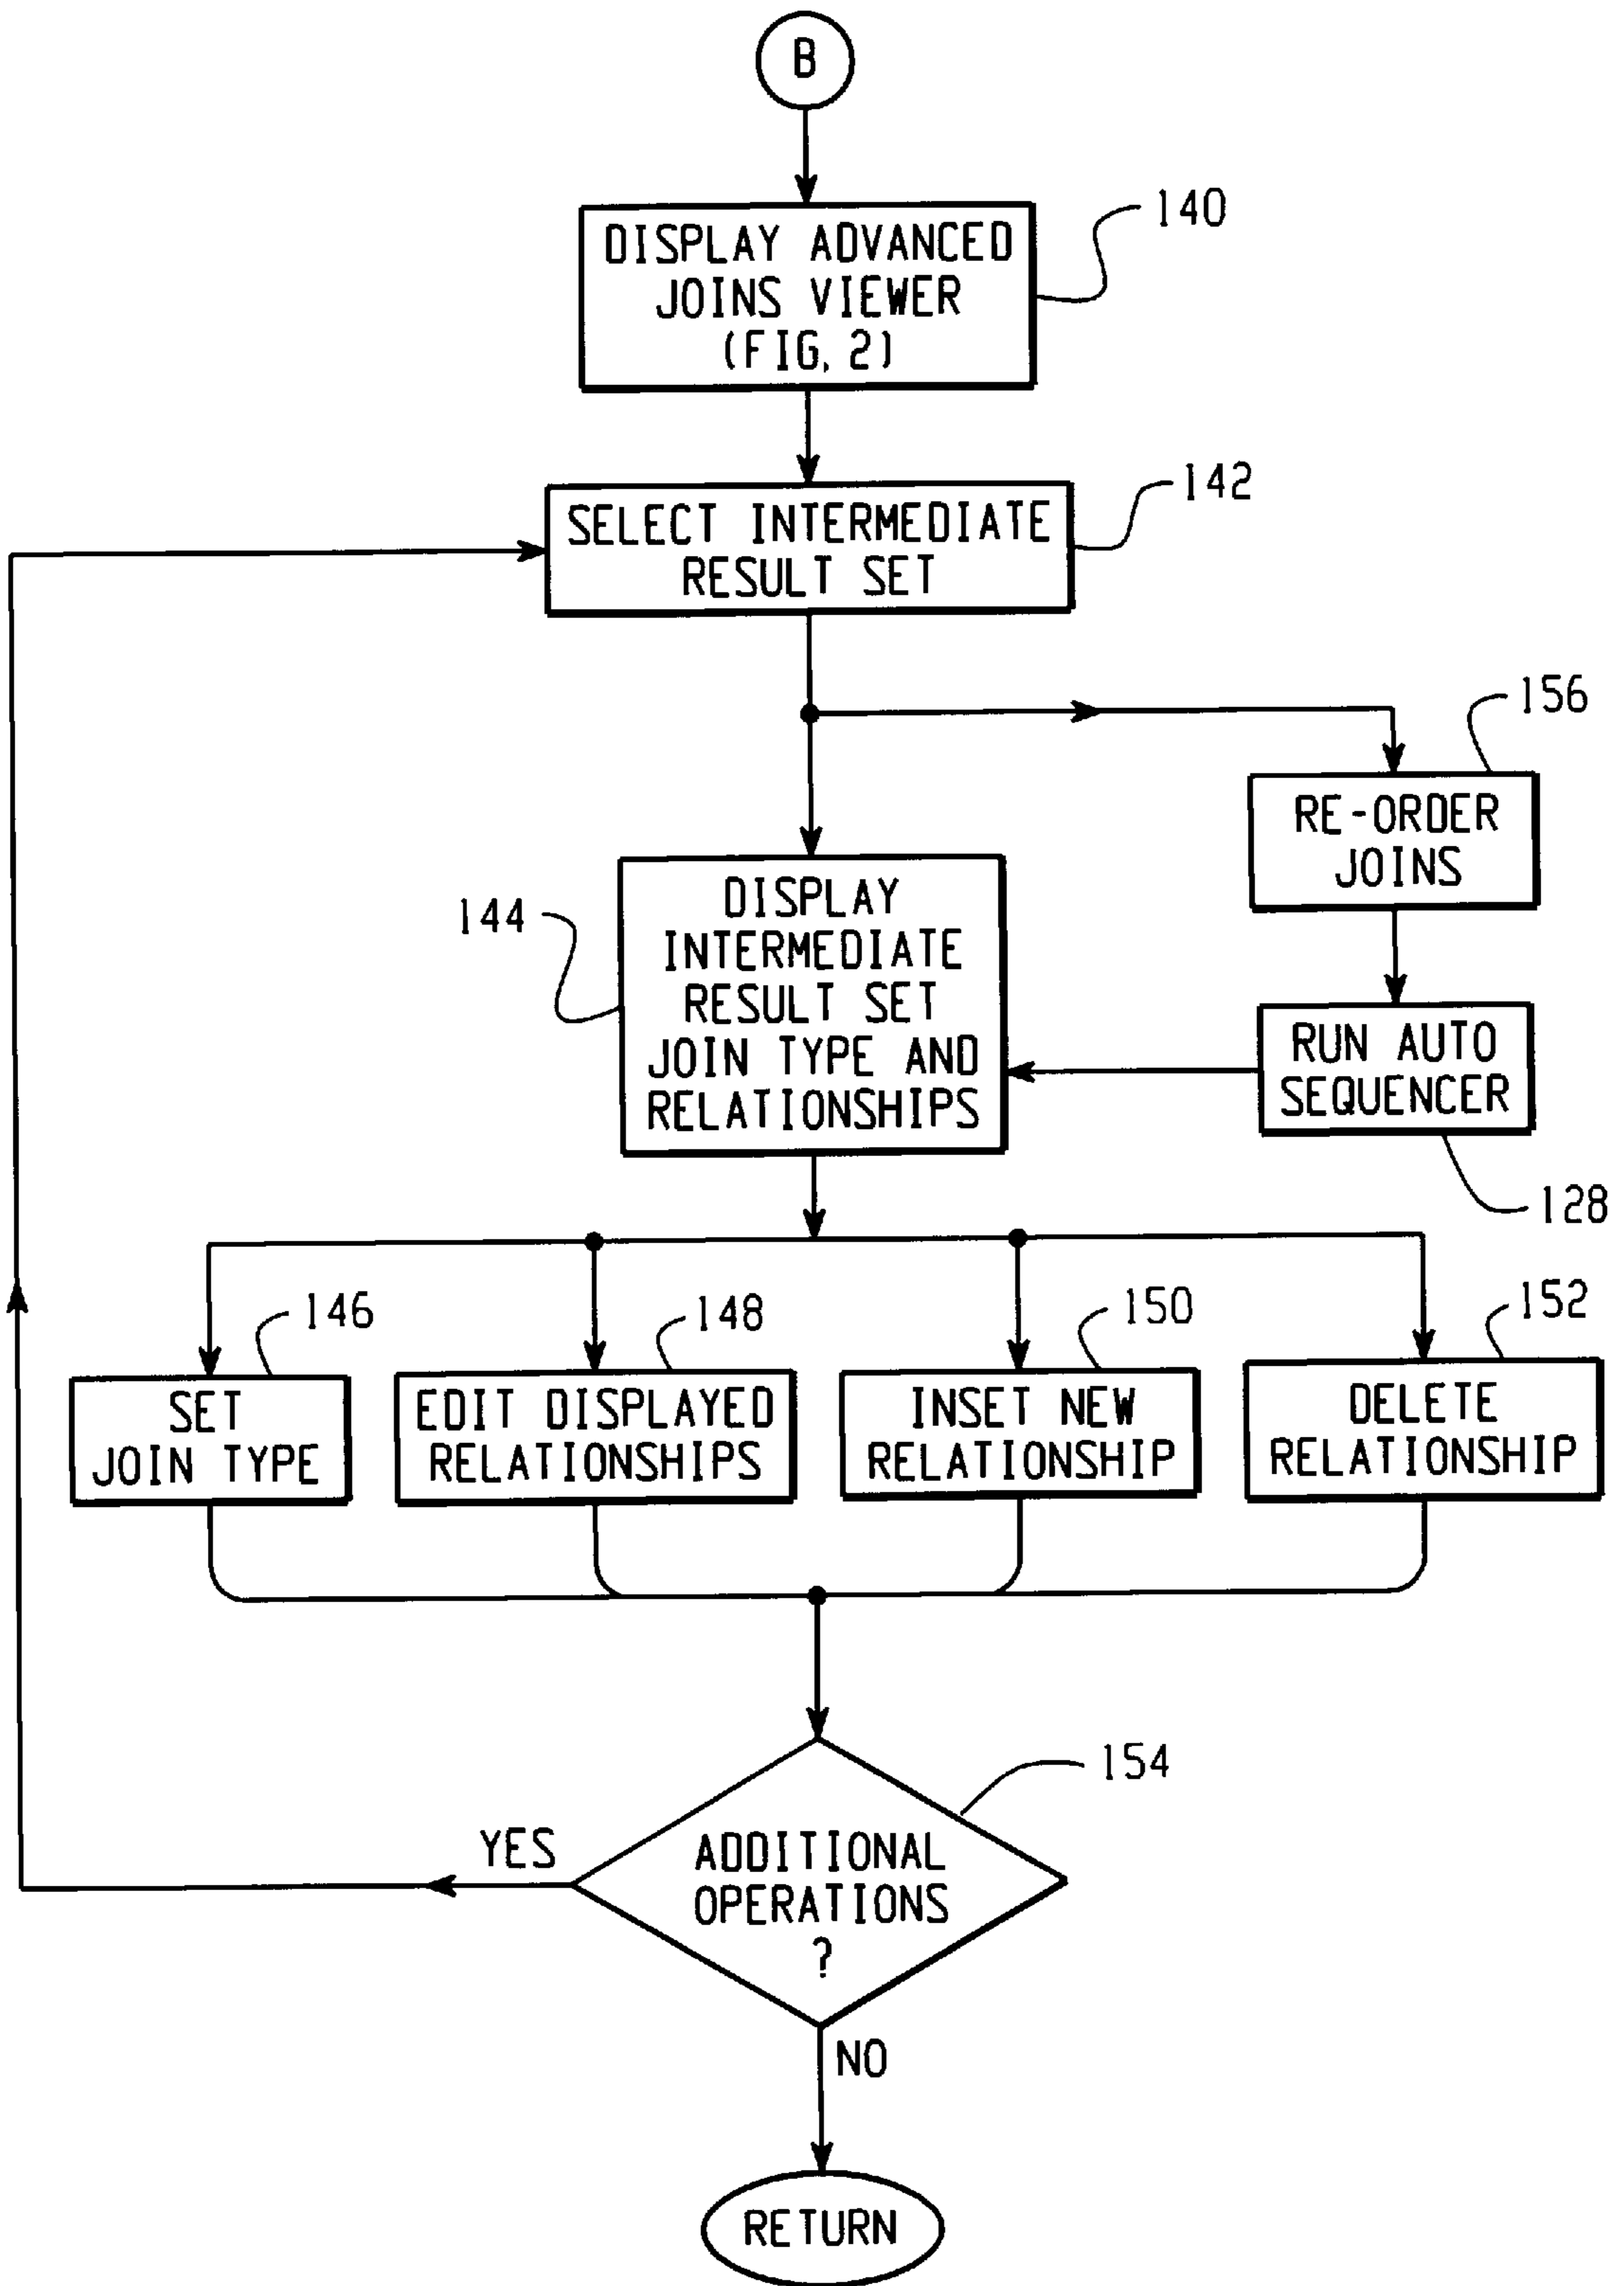 B
DISPLAY ADVANCED
JOINS VIEWER
(FIG. 2)
140
SELECT INTERMEDIATE
RESULT SET
142
156
RE-ORDER
JOINS
144
DISPLAY
INTERMEDIATE
RESULT SET
JOIN TYPE AND
RELATIONSHIPS
RUN AUTO
SEQUENCER
128
146
SET
JOIN TYPE
148
EDIT DISPLAYED
RELATIONSHIPS
150
INSET NEW
RELATIONSHIP
152
DELETE
RELATIONSHIP
154
ADDITIONAL
OPERATIONS
?
YES
NO
RETURN